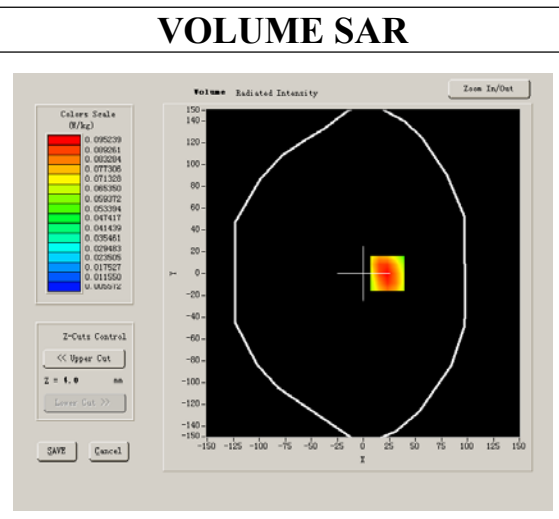 VOLUME SAR
Volume Radiated Intensity
Zoom In/Out
Colors Scale
(W/kg)
0.095239
0.089261
0.083284
0.077306
0.071328
0.065350
0.059372
0.053394
0.047417
0.041439
0.035461
0.029483
0.023505
0.017527
0.011550
0.005572
Z-Cuts Control
<< Upper Cut
Z = 4.0 mm
Lower Cut >>
SAVE
Cancel
150
140
120
100
80
60
40
20
0
-20
-40
-60
-80
-100
-120
-140
-150
Y
-150 -125 -100 -75 -50 -25 0 25 50 75 100 125 150
X